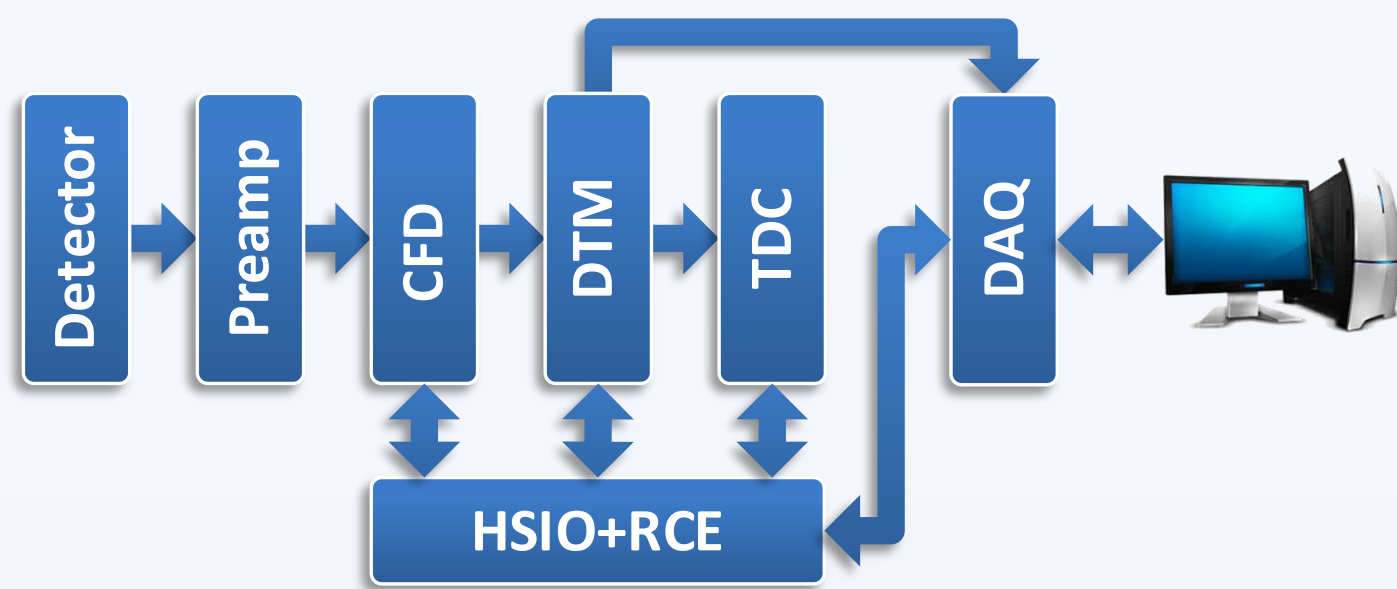 Detector
Preamp
CFD
DTM
TDC
DAQ
HSIO+RCE